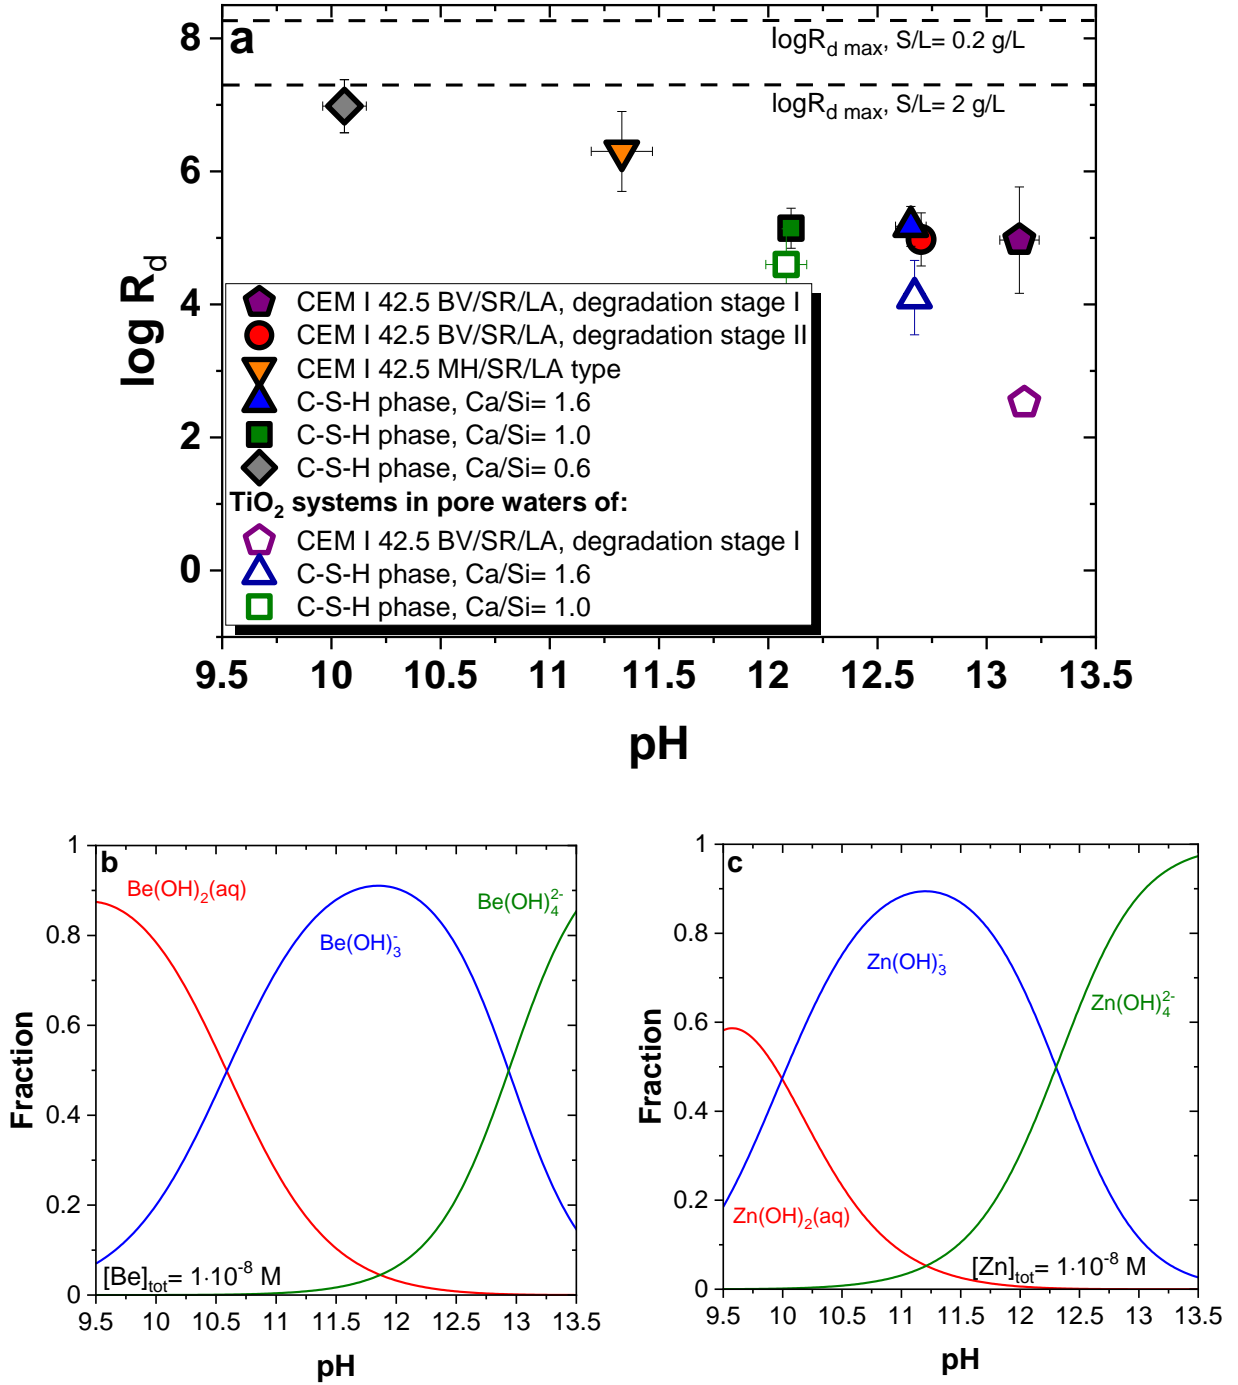 a
logR_d max, S/L= 0.2 g/L
logR_d max, S/L= 2 g/L
8
6
4
2
0
log R_d
CEM I 42.5 BV/SR/LA, degradation stage I
CEM I 42.5 BV/SR/LA, degradation stage II
CEM I 42.5 MH/SR/LA type
C-S-H phase, Ca/Si= 1.6
C-S-H phase, Ca/Si= 1.0
C-S-H phase, Ca/Si= 0.6
TiO₂ systems in pore waters of:
CEM I 42.5 BV/SR/LA, degradation stage I
C-S-H phase, Ca/Si= 1.6
C-S-H phase, Ca/Si= 1.0
9.5 10 10.5 11 11.5 12 12.5 13 13.5
pH
b
1
0.8
0.6
0.4
0.2
0
Fraction
Be(OH)₂(aq)
Be(OH)₃⁻
Be(OH)₄²⁻
[Be]_tot= 1·10⁻⁸ M
9.5 10 10.5 11 11.5 12 12.5 13 13.5
pH
c
1
0.8
0.6
0.4
0.2
0
Fraction
Zn(OH)₃⁻
Zn(OH)₄²⁻
Zn(OH)₂(aq)
[Zn]_tot= 1·10⁻⁸ M
9.5 10 10.5 11 11.5 12 12.5 13 13.5
pH